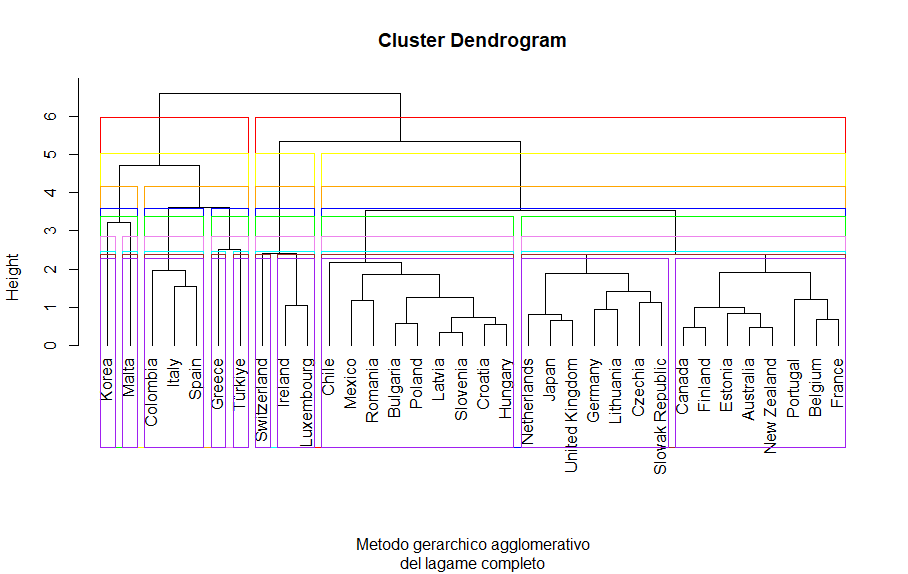 Cluster Dendrogram
Height
6
5
4
3
2
1
0
Korea
Malta
Colombia
Italy
Spain
Greece
Türkiye
Switzerland
Ireland
Luxembourg
Chile
Mexico
Romania
Bulgaria
Poland
Latvia
Slovenia
Croatia
Hungary
Netherlands
Japan
United Kingdom
Germany
Lithuania
Czechia
Slovak Republic
Canada
Finland
Estonia
Australia
New Zealand
Portugal
Belgium
France
Metodo gerarchico agglomerativo
del lagame completo